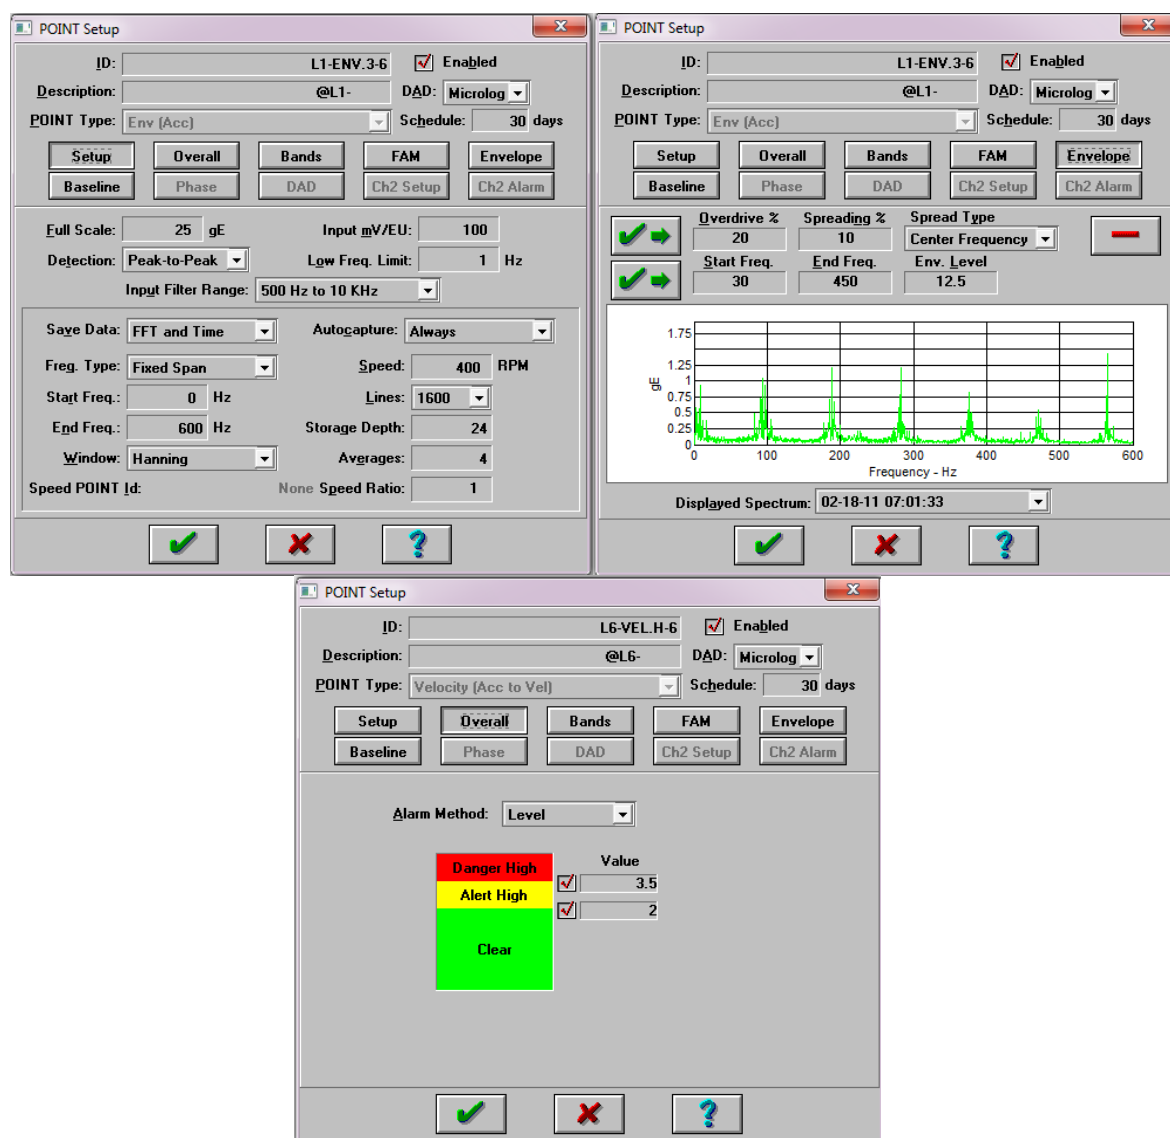 POINT Setup
ID: L1-ENV.3-6 Enabled
Description: @L1- DAD: Microlog
POINT Type: Env (Acc) Schedule: 30 days
Setup Overall Bands FAM Envelope
Baseline Phase DAD Ch2 Setup Ch2 Alarm
Full Scale: 25 gE Input mV/EU: 100
Detection: Peak-to-Peak Low Freq. Limit: 1 Hz
Input Filter Range: 500 Hz to 10 KHz
Save Data: FFT and Time Autocapture: Always
Freq. Type: Fixed Span Speed: 400 RPM
Start Freq.: 0 Hz Lines: 1600
End Freq.: 600 Hz Storage Depth: 24
Window: Hanning Averages: 4
Speed POINT Id: None Speed Ratio: 1
POINT Setup
ID: L1-ENV.3-6 Enabled
Description: @L1- DAD: Microlog
POINT Type: Env (Acc) Schedule: 30 days
Setup Overall Bands FAM Envelope
Baseline Phase DAD Ch2 Setup Ch2 Alarm
Overdrive % Spreading % Spread Type
20 10 Center Frequency
Start Freq. End Freq. Env. Level
30 450 12.5
1.75
1.25
1
0.75
0.5
0.25
0
gE
0 100 200 300 400 500 600
Frequency - Hz
Displayed Spectrum: 02-18-11 07:01:33
POINT Setup
ID: L6-VEL.H-6 Enabled
Description: @L6- DAD: Microlog
POINT Type: Velocity (Acc to Vel) Schedule: 30 days
Setup Overall Bands FAM Envelope
Baseline Phase DAD Ch2 Setup Ch2 Alarm
Alarm Method: Level
Value
Danger High 3.5
Alert High 2
Clear